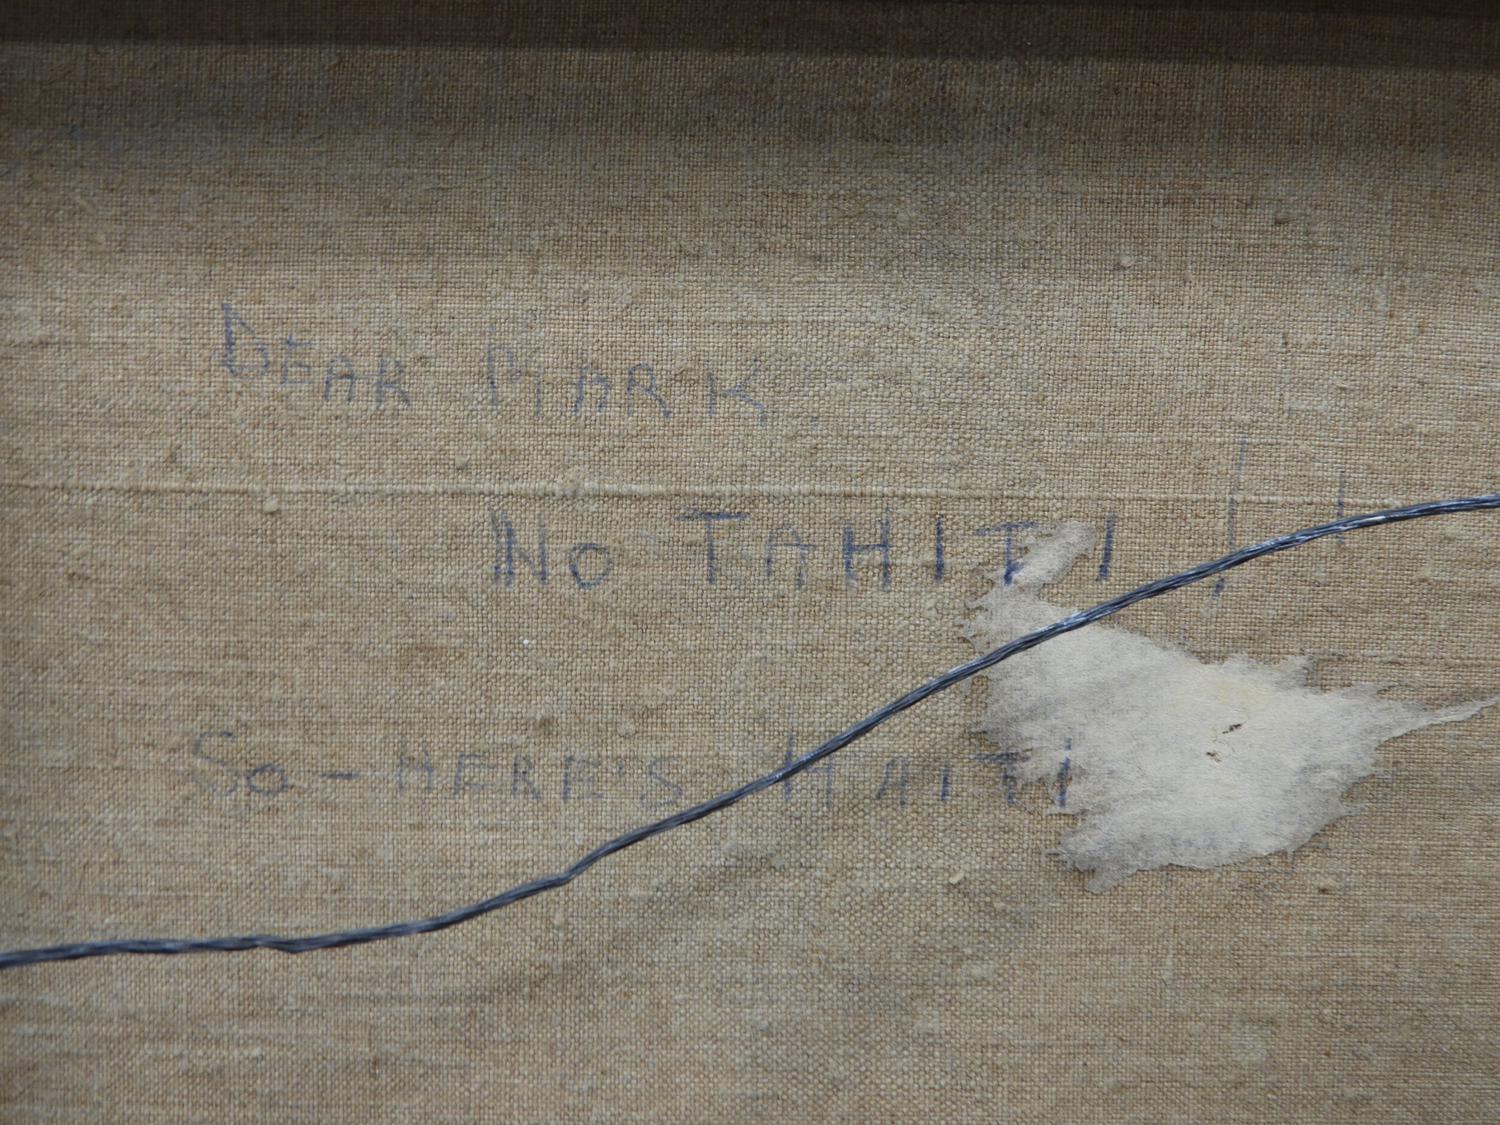 DEAR MARK
NO TAHITI !!
SO - HERE'S HAITI